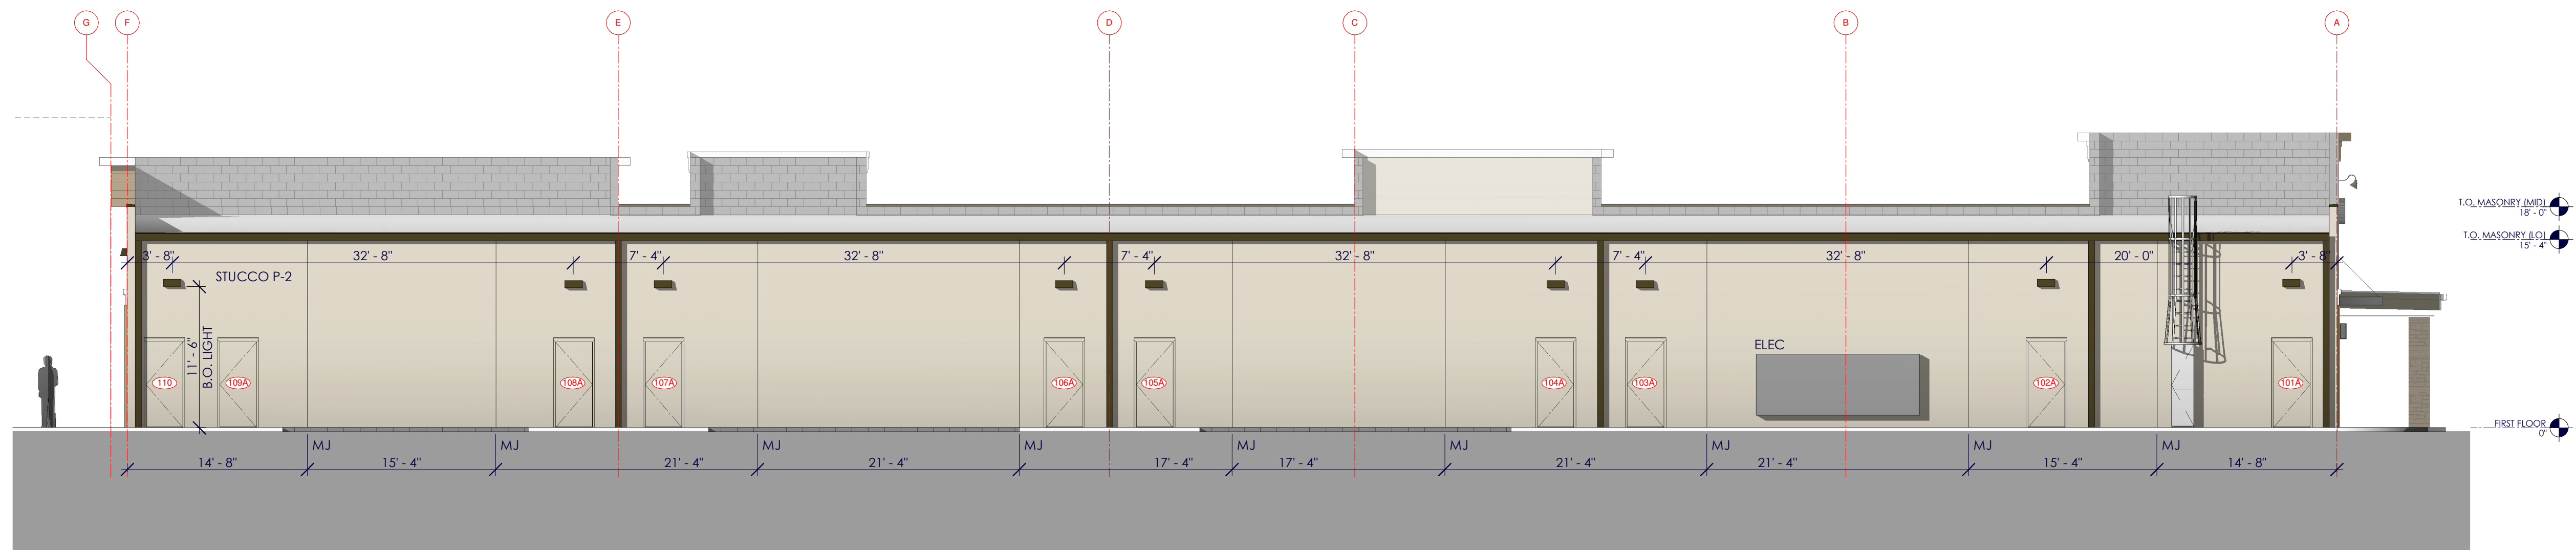 G F E D C B A
T.O. MASONRY (MID)
18' - 0"
T.O. MASONRY (LO)
15' - 4"
3' - 8" 32' - 8" 7' - 4" 32' - 8" 7' - 4" 32' - 8" 7' - 4" 32' - 8" 20' - 0" 3' - 8"
STUCCO P-2
11' - 6"
B.O. LIGHT
ELEC
110 109A 108A 107A 106A 105A 104A 103A 102A 101A
FIRST FLOOR
0"
MJ MJ MJ MJ MJ MJ MJ MJ MJ
14' - 8" 15' - 4" 21' - 4" 21' - 4" 17' - 4" 17' - 4" 21' - 4" 21' - 4" 15' - 4" 14' - 8"